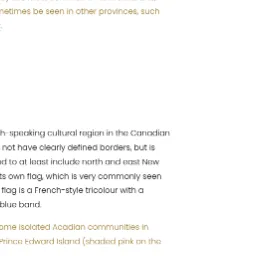 netimes be seen in other provinces, such
h-speaking cultural region in the Canadian
not have clearly defined borders, but is
d to at least include north and east New
ts own flag, which is very commonly seen
flag is a French-style tricolour with a
blue band.
ome isolated Acadian communities in
Prince Edward Island (shaded pink on the